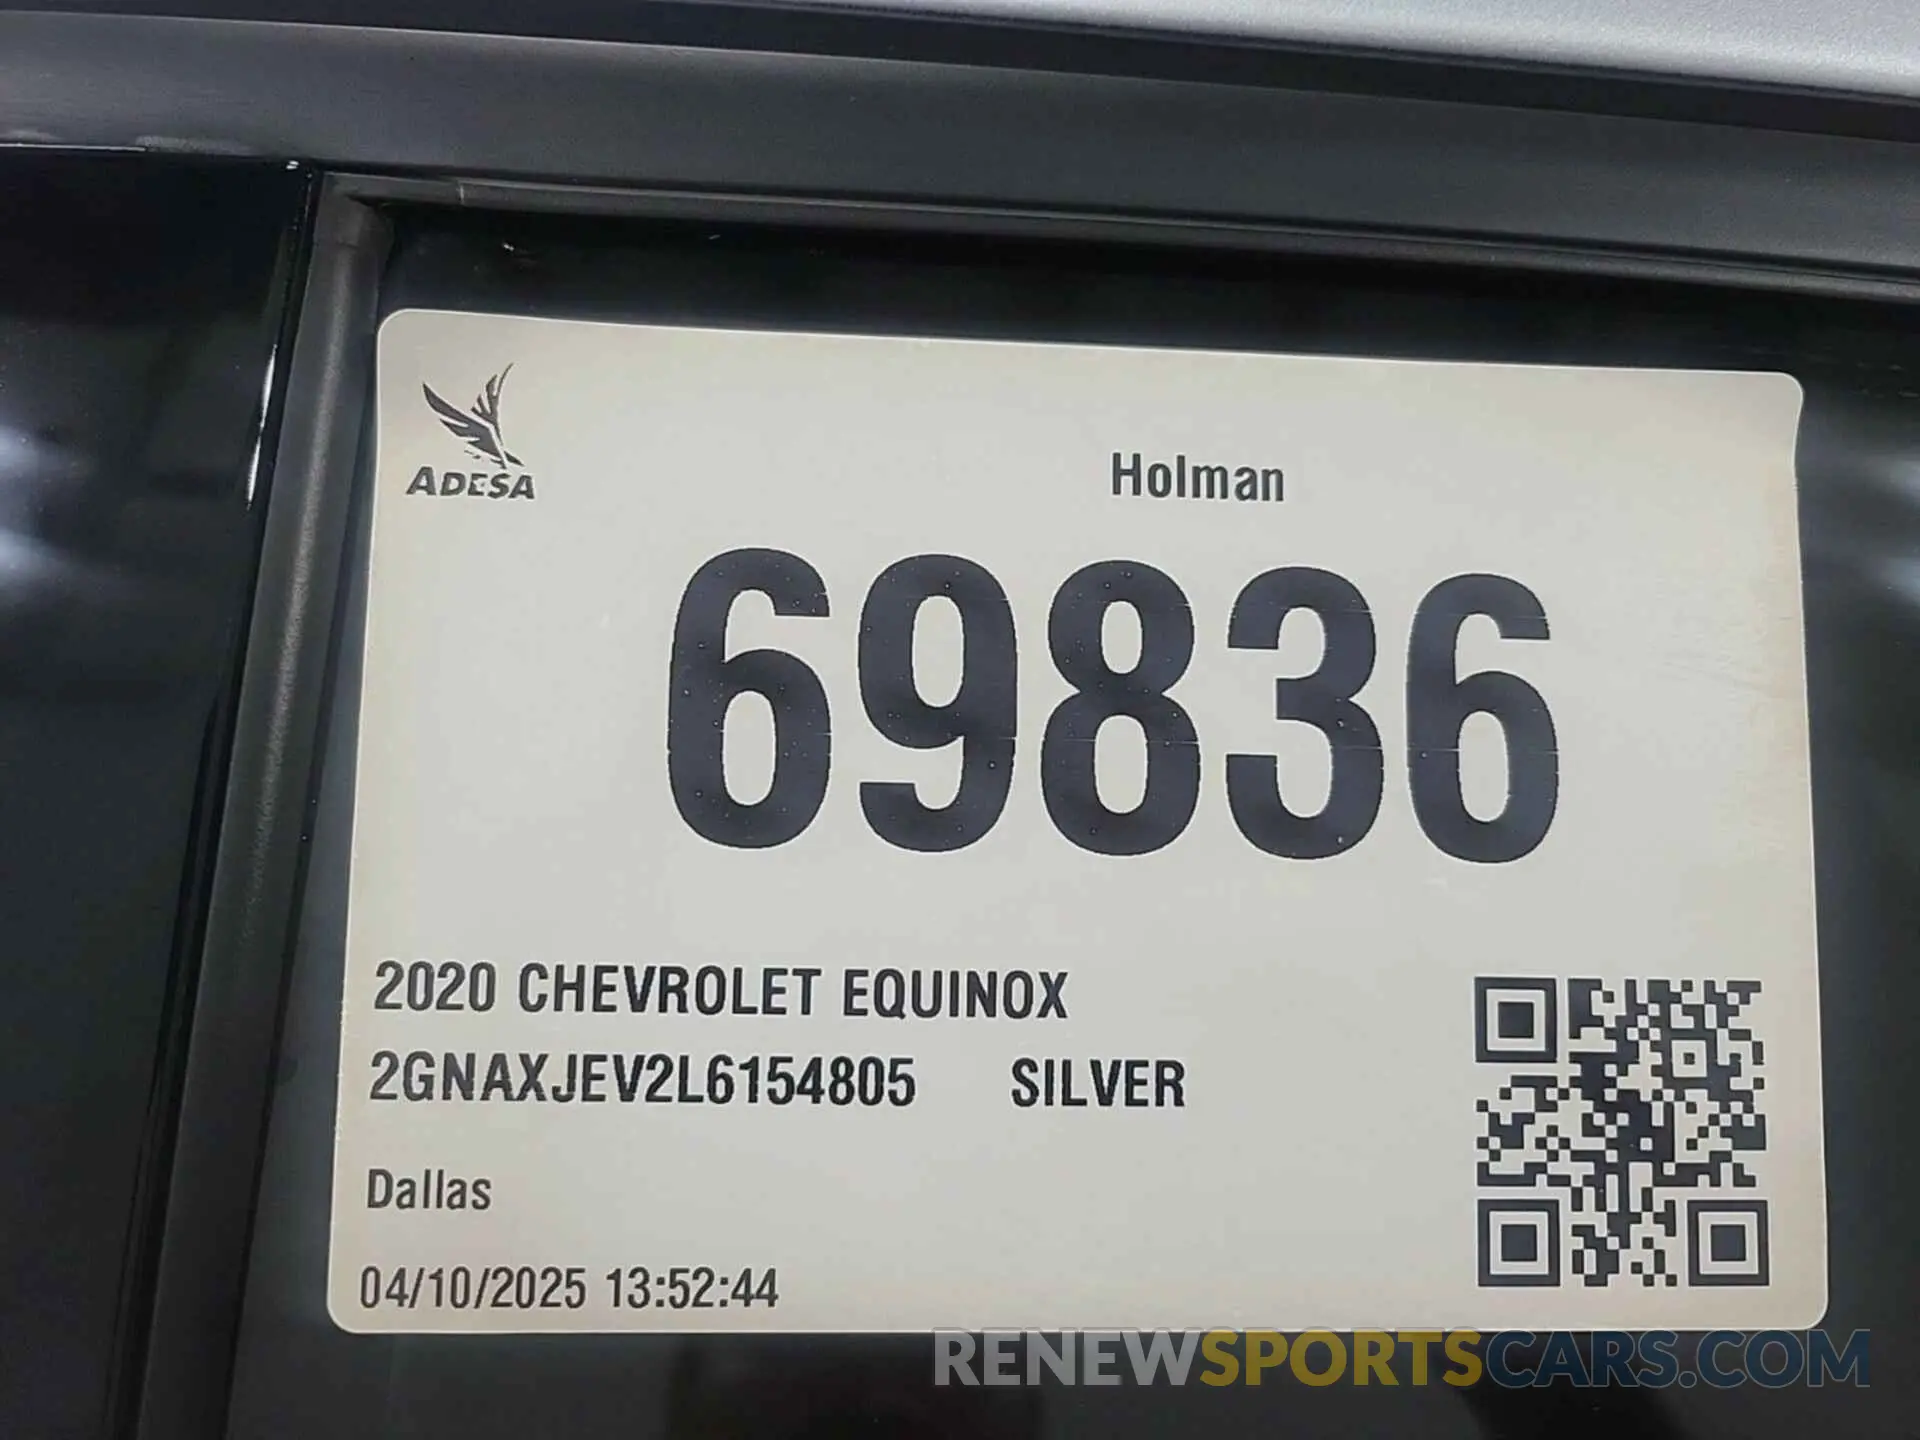 ADESA
Holman
69836
2020 CHEVROLET EQUINOX
2GNAXJEV2L6154805 SILVER
Dallas
04/10/2025 13:52:44
RENEWSPORTSCARS.COM